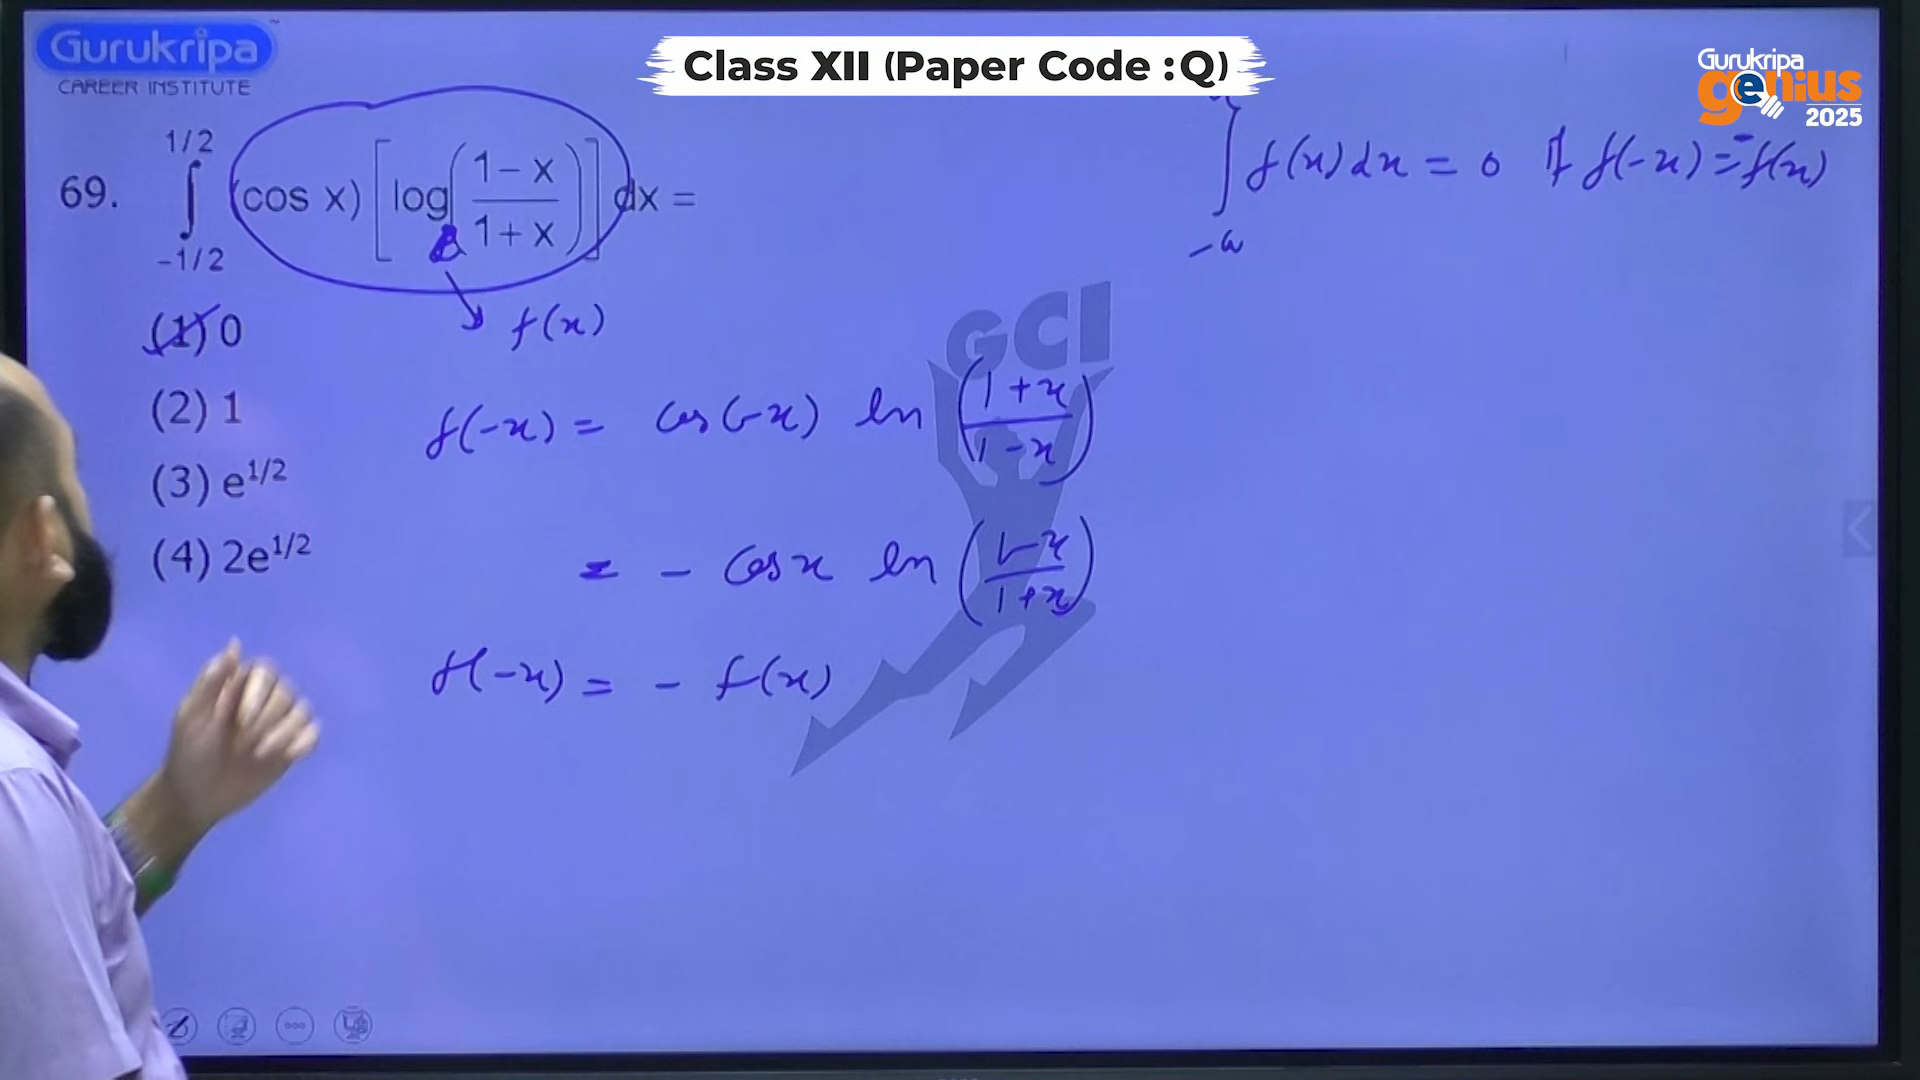 Gurukripa
CAREER INSTITUTE
Class XII (Paper Code : Q)
Gurukripa
genius
2025
69. ∫_{-1/2}^{1/2} (cos x) [log((1 - x)/(1 + x))] dx =
∫_{-a} f(x) dx = 0 If f(-x) = -f(x)
f(x)
(1) 0
(2) 1
(3) e^{1/2}
(4) 2e^{1/2}
GCI
f(-x) = cos(-x) ln((1+x)/(1-x))
= - cos x ln((1-x)/(1+x))
f(-x) = - f(x)